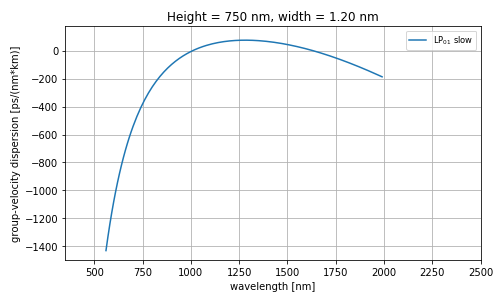 Height = 750 nm, width = 1.20 nm
LP₀₁ slow
group-velocity dispersion [ps/(nm*km)]
0
−200
−400
−600
−800
−1000
−1200
−1400
500 750 1000 1250 1500 1750 2000 2250 2500
wavelength [nm]